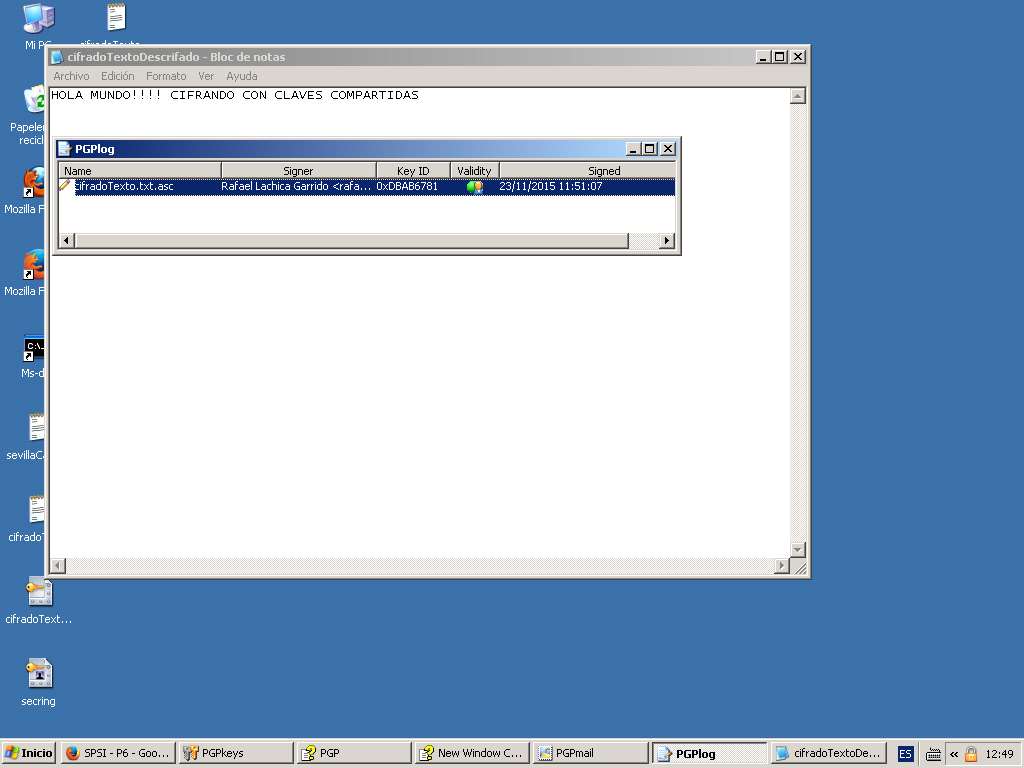 Mi PC
cifradoTexto
cifradoTextoDescrifado - Bloc de notas
Archivo Edición Formato Ver Ayuda
HOLA MUNDO!!!! CIFRANDO CON CLAVES COMPARTIDAS
Papeler
recicl
PGPlog
Name Signer Key ID Validity Signed
cifradoTexto.txt.asc Rafael Lachica Garrido <rafa... 0xDBAB6781 23/11/2015 11:51:07
Mozilla F
Mozilla F
C:\.
Ms-d
sevillaC
cifradoT
cifradoText...
secring
Inicio SPSI - P6 - Goo... PGPkeys PGP New Window C... PGPmail PGPlog cifradoTextoDe... ES « 12:49